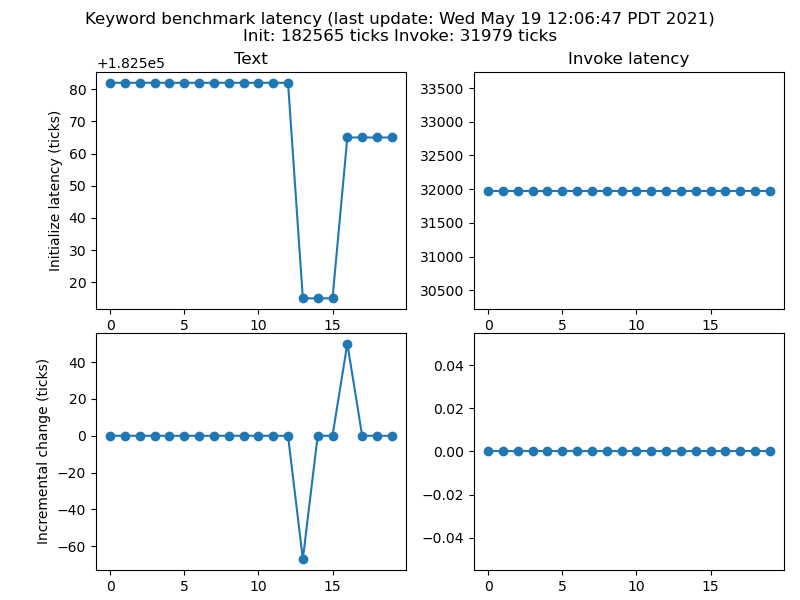 Keyword benchmark latency (last update: Wed May 19 12:06:47 PDT 2021)
Init: 182565 ticks Invoke: 31979 ticks
Text
Invoke latency
+1.825e5
Initialize latency (ticks)
80
70
60
50
40
30
20
0 5 10 15
33500
33000
32500
32000
31500
31000
30500
0 5 10 15
Incremental change (ticks)
40
20
0
−20
−40
−60
0 5 10 15
0.04
0.02
0.00
−0.02
−0.04
0 5 10 15